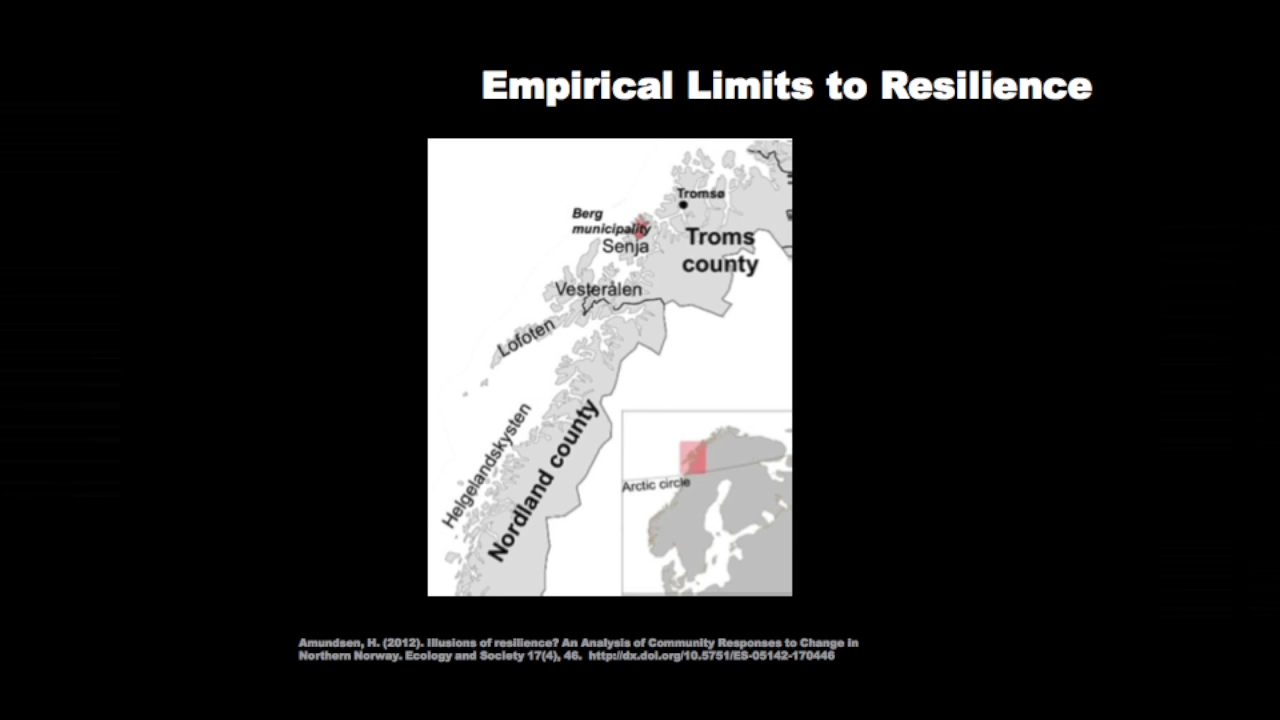 Empirical Limits to Resilience
Tromsø
Berg
municipality
Senja
Troms
county
Vesterålen
Lofoten
Helgelandskysten
Nordland county
Arctic circle
Amundsen, H. (2012). Illusions of resilience? An Analysis of Community Responses to Change in
Northern Norway. Ecology and Society 17(4), 46. http://dx.doi.org/10.5751/ES-05142-170446